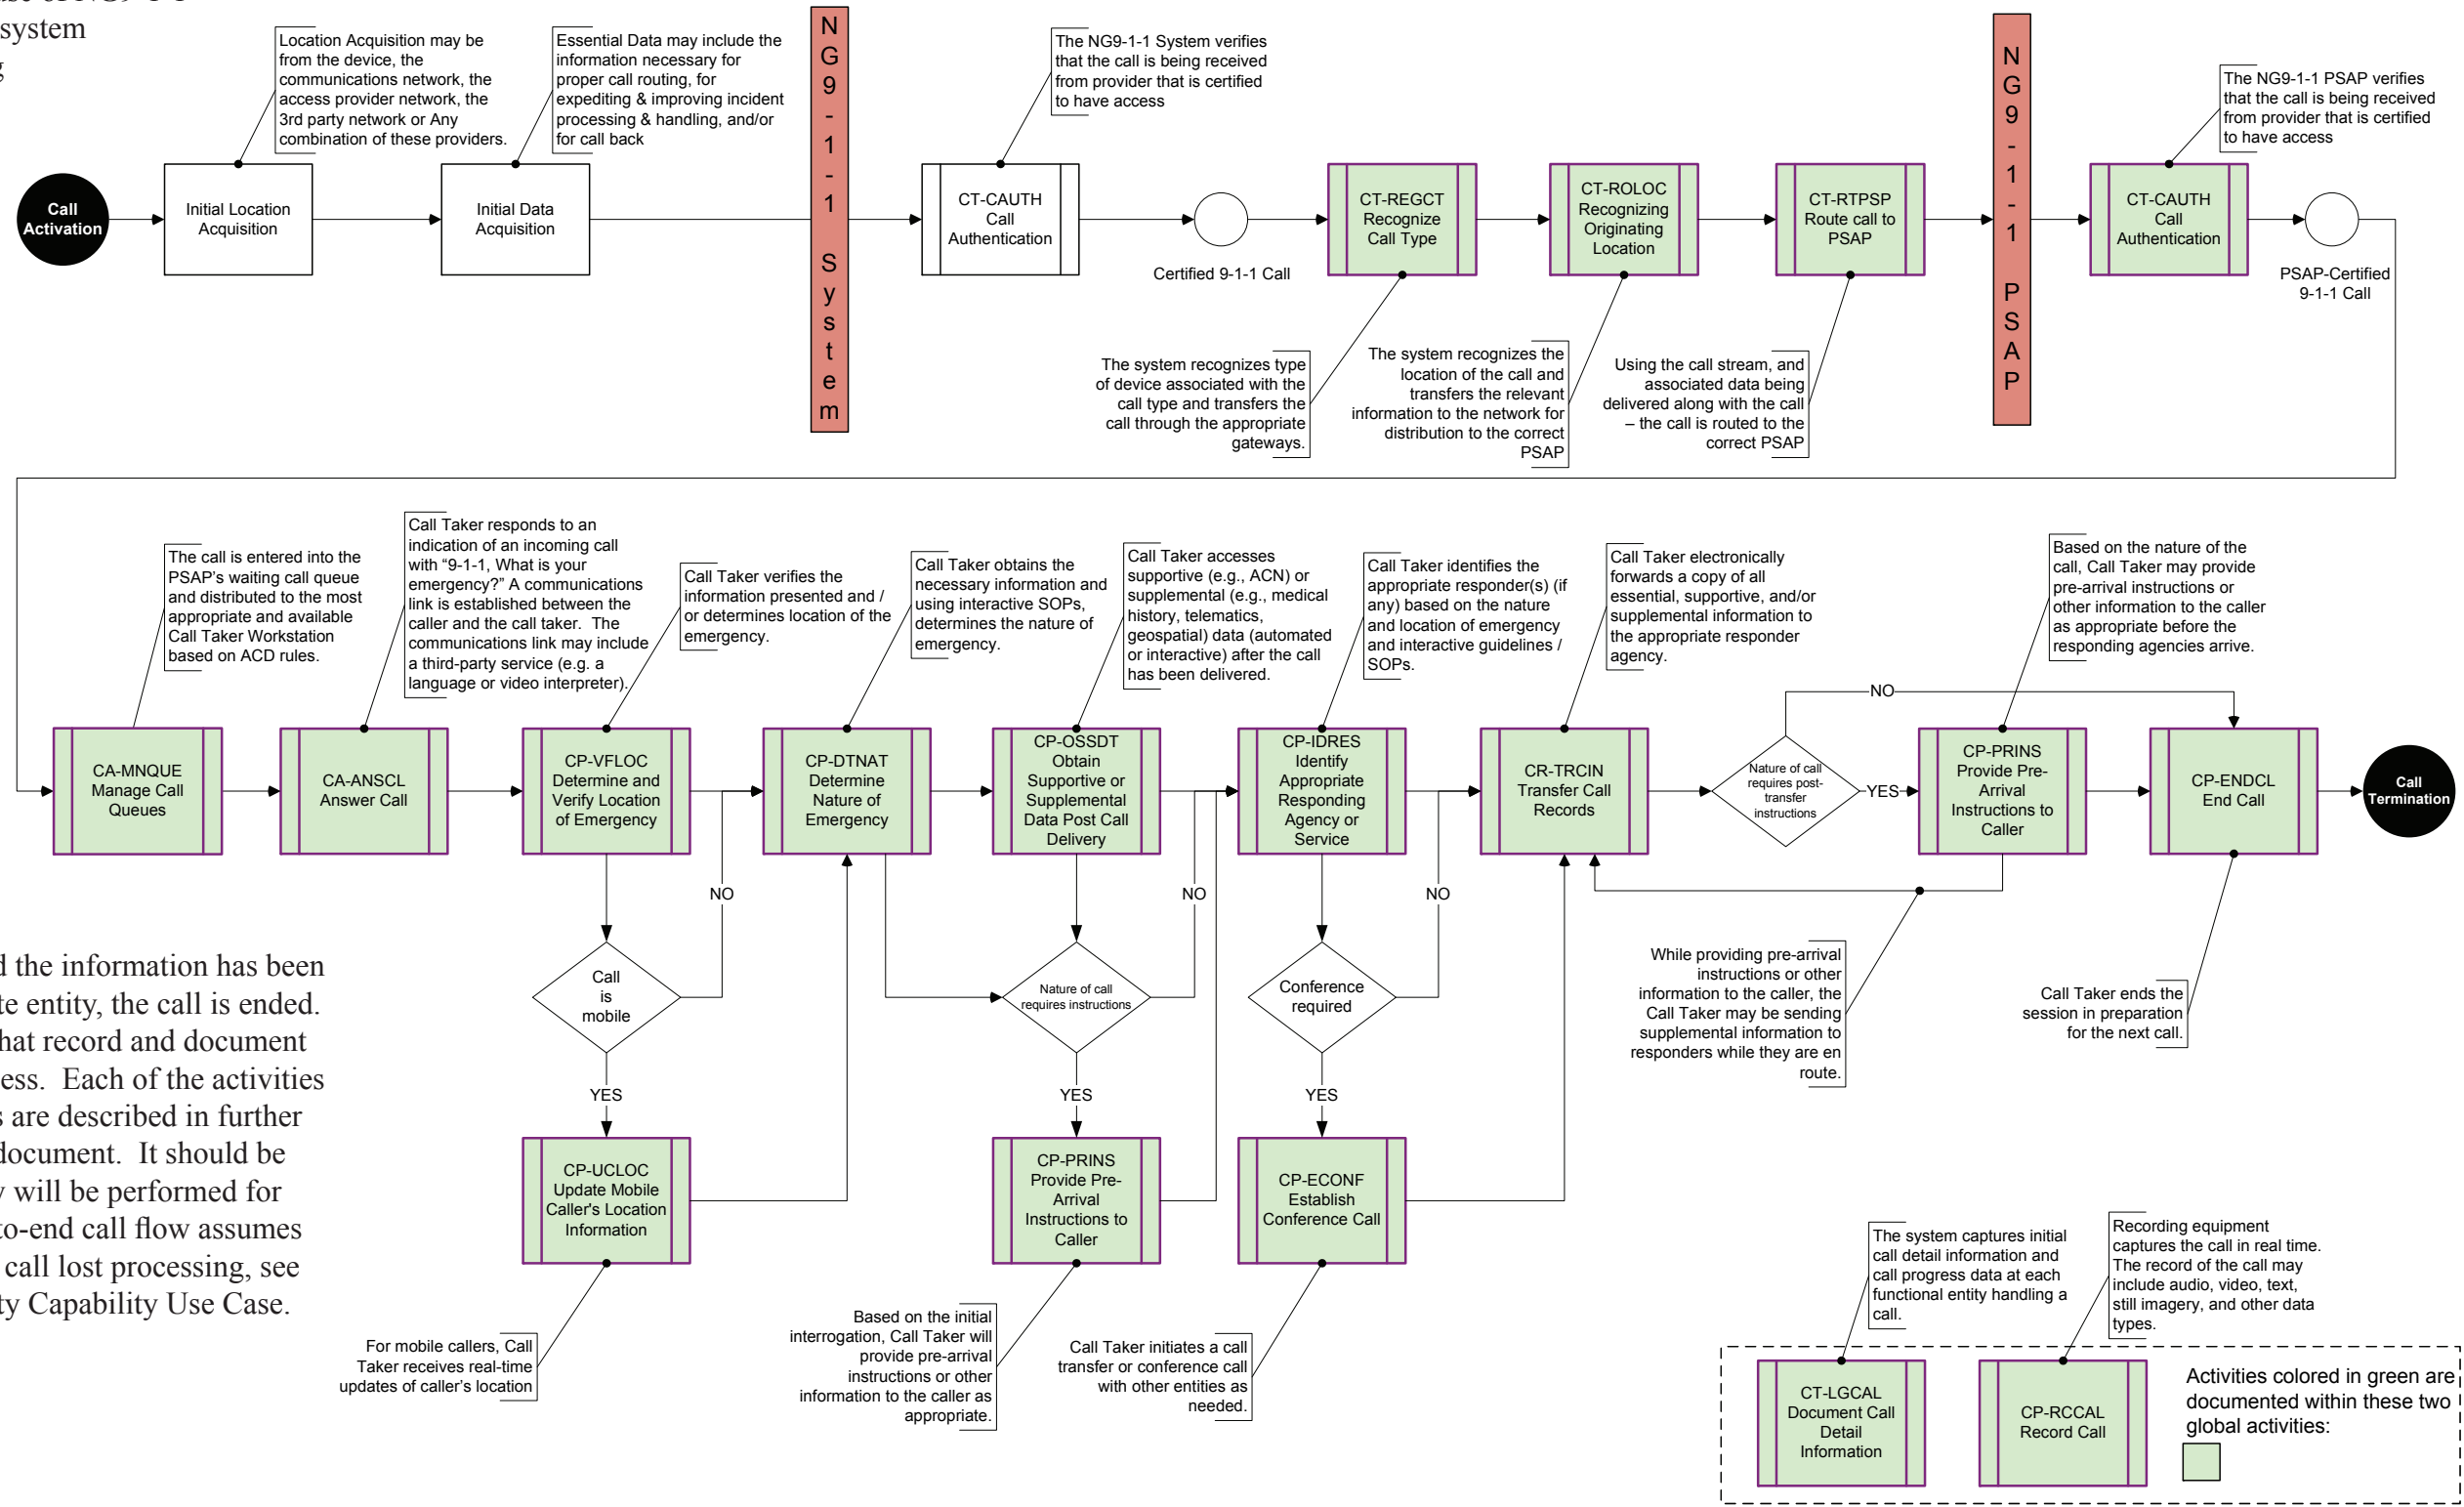 use of NG9-1-1
system
g
Location Acquisition may be
from the device, the
communications network, the
access provider network, the
3rd party network or Any
combination of these providers.
Essential Data may include the
information necessary for
proper call routing, for
expediting & improving incident
processing & handling, and/or
for call back
NG9-1-1 System
The NG9-1-1 System verifies
that the call is being received
from provider that is certified
to have access
NG9-1-1 PSAP
The NG9-1-1 PSAP verifies
that the call is being received
from provider that is certified
to have access
Call
Activation
Initial Location
Acquisition
Initial Data
Acquisition
CT-CAUTH
Call
Authentication
Certified 9-1-1 Call
CT-REGCT
Recognize
Call Type
CT-ROLOC
Recognizing
Originating
Location
CT-RTPSP
Route call to
PSAP
CT-CAUTH
Call
Authentication
PSAP-Certified
9-1-1 Call
The system recognizes type
of device associated with the
call type and transfers the
call through the appropriate
gateways.
The system recognizes the
location of the call and
transfers the relevant
information to the network for
distribution to the correct
PSAP
Using the call stream, and
associated data being
delivered along with the call
– the call is routed to the
correct PSAP
The call is entered into the
PSAP's waiting call queue
and distributed to the most
appropriate and available
Call Taker Workstation
based on ACD rules.
Call Taker responds to an
indication of an incoming call
with “9-1-1, What is your
emergency?” A communications
link is established between the
caller and the call taker. The
communications link may include
a third-party service (e.g. a
language or video interpreter).
Call Taker verifies the
information presented and /
or determines location of the
emergency.
Call Taker obtains the
necessary information and
using interactive SOPs,
determines the nature of
emergency.
Call Taker accesses
supportive (e.g., ACN) or
supplemental (e.g., medical
history, telematics,
geospatial) data (automated
or interactive) after the call
has been delivered.
Call Taker identifies the
appropriate responder(s) (if
any) based on the nature
and location of emergency
and interactive guidelines /
SOPs.
Call Taker electronically
forwards a copy of all
essential, supportive, and/or
supplemental information to
the appropriate responder
agency.
Based on the nature of the
call, Call Taker may provide
pre-arrival instructions or
other information to the caller
as appropriate before the
responding agencies arrive.
NO
CA-MNQUE
Manage Call
Queues
CA-ANSCL
Answer Call
CP-VFLOC
Determine and
Verify Location
of Emergency
CP-DTNAT
Determine
Nature of
Emergency
CP-OSSDT
Obtain
Supportive or
Supplemental
Data Post Call
Delivery
CP-IDRES
Identify
Appropriate
Responding
Agency or
Service
CR-TRCIN
Transfer Call
Records
Nature of call
requires post-
transfer
instructions
YES
CP-PRINS
Provide Pre-
Arrival
Instructions to
Caller
CP-ENDCL
End Call
Call
Termination
NO
NO
NO
Call
is
mobile
Nature of call
requires instructions
Conference
required
YES
YES
YES
While providing pre-arrival
instructions or other
information to the caller, the
Call Taker may be sending
supplemental information to
responders while they are en
route.
Call Taker ends the
session in preparation
for the next call.
d the information has been
te entity, the call is ended.
hat record and document
ess. Each of the activities
s are described in further
document. It should be
y will be performed for
to-end call flow assumes
call lost processing, see
ty Capability Use Case.
CP-UCLOC
Update Mobile
Caller's Location
Information
CP-PRINS
Provide Pre-
Arrival
Instructions to
Caller
CP-ECONF
Establish
Conference Call
For mobile callers, Call
Taker receives real-time
updates of caller's location
Based on the initial
interrogation, Call Taker will
provide pre-arrival
instructions or other
information to the caller as
appropriate.
Call Taker initiates a call
transfer or conference call
with other entities as
needed.
The system captures initial
call detail information and
call progress data at each
functional entity handling a
call.
Recording equipment
captures the call in real time.
The record of the call may
include audio, video, text,
still imagery, and other data
types.
CT-LGCAL
Document Call
Detail
Information
CP-RCCAL
Record Call
Activities colored in green are
documented within these two
global activities: